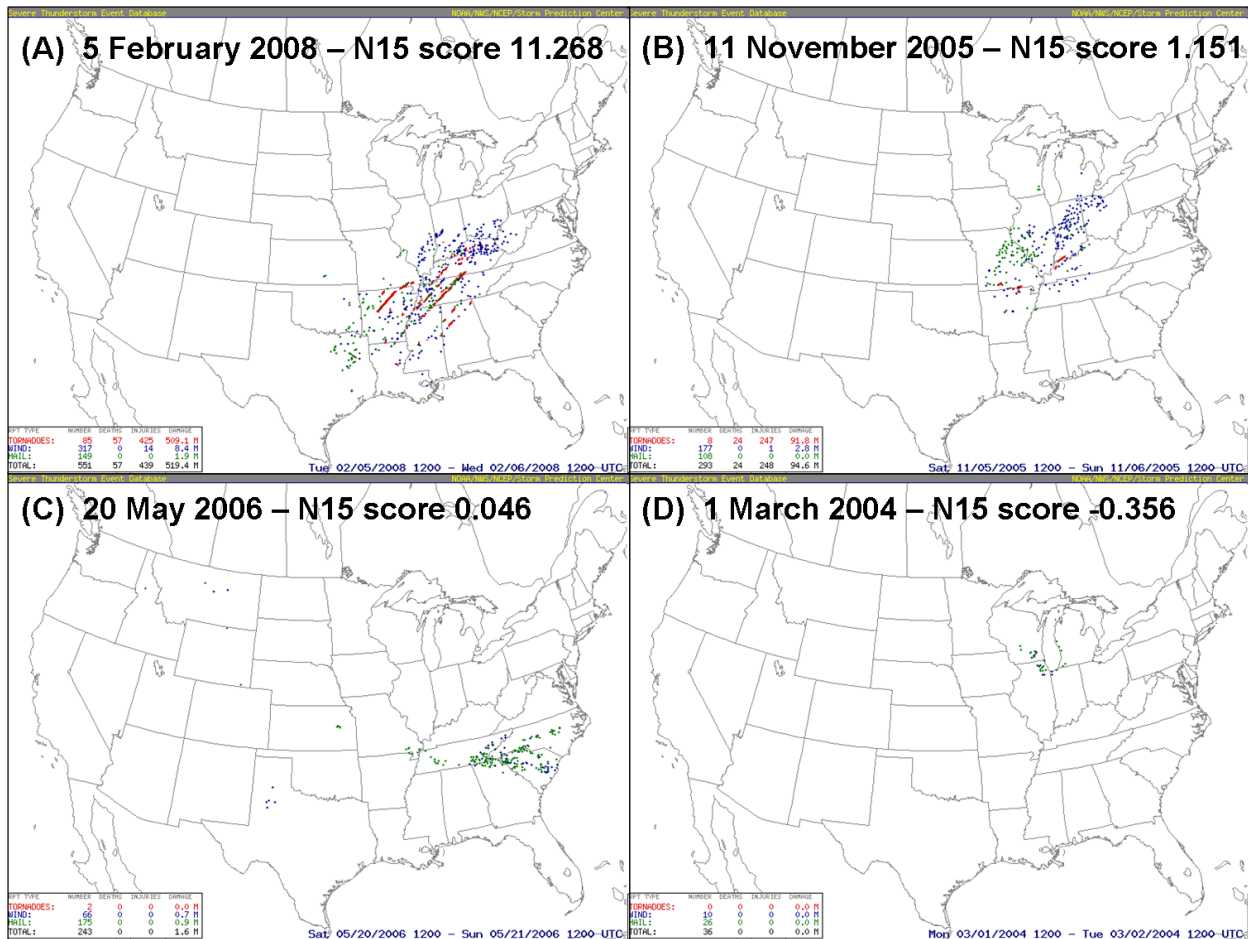 Severe Thunderstorm Event Database NOAA/NWS/NCEP/Storm Prediction Center
(A) 5 February 2008 – N15 score 11.268
RPT TYPE NUMBER DEATHS INJURIES DAMAGE
TORNADOES: 85 57 425 509.1 M
WIND: 317 0 14 8.4 M
HAIL: 149 0 0 1.9 M
TOTAL: 551 57 439 519.4 M
Tue 02/05/2008 1200 – Wed 02/06/2008 1200 UTC
Severe Thunderstorm Event Database NOAA/NWS/NCEP/Storm Prediction Center
(B) 11 November 2005 – N15 score 1.151
RPT TYPE NUMBER DEATHS INJURIES DAMAGE
TORNADOES: 8 24 247 91.8 M
WIND: 177 0 1 2.8 M
HAIL: 108 0 0 0.0 M
TOTAL: 293 24 248 94.6 M
Sat 11/05/2005 1200 – Sun 11/06/2005 1200 UTC
Severe Thunderstorm Event Database NOAA/NWS/NCEP/Storm Prediction Center
(C) 20 May 2006 – N15 score 0.046
RPT TYPE NUMBER DEATHS INJURIES DAMAGE
TORNADOES: 2 0 0 0.0 M
WIND: 66 0 0 0.7 M
HAIL: 175 0 0 0.9 M
TOTAL: 243 0 0 1.6 M
Sat 05/20/2006 1200 – Sun 05/21/2006 1200 UTC
Severe Thunderstorm Event Database NOAA/NWS/NCEP/Storm Prediction Center
(D) 1 March 2004 – N15 score -0.356
RPT TYPE NUMBER DEATHS INJURIES DAMAGE
TORNADOES: 0 0 0 0.0 M
WIND: 10 0 0 0.0 M
HAIL: 26 0 0 0.0 M
TOTAL: 36 0 0 0.0 M
Mon 03/01/2004 1200 – Tue 03/02/2004 1200 UTC